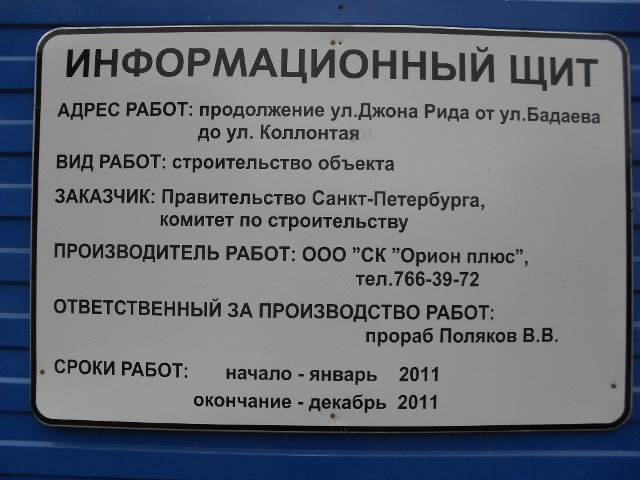 ИНФОРМАЦИОННЫЙ ЩИТ
АДРЕС РАБОТ: продолжение ул.Джона Рида от ул.Бадаева
до ул. Коллонтая
ВИД РАБОТ: строительство объекта
ЗАКАЗЧИК: Правительство Санкт-Петербурга,
комитет по строительству
ПРОИЗВОДИТЕЛЬ РАБОТ: ООО ”СК ”Орион плюс”,
тел.766-39-72
ОТВЕТСТВЕННЫЙ ЗА ПРОИЗВОДСТВО РАБОТ:
прораб Поляков В.В.
СРОКИ РАБОТ: начало - январь 2011
окончание - декабрь 2011